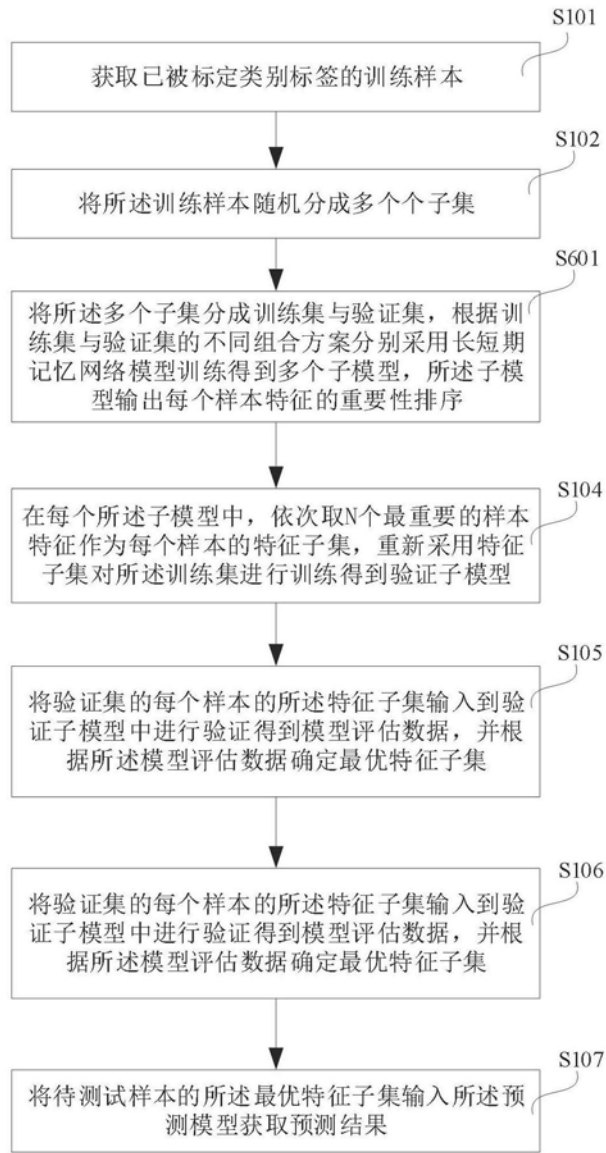 S101
获取已被标定类别标签的训练样本
S102
将所述训练样本随机分成多个个子集
S601
将所述多个子集分成训练集与验证集，根据训
练集与验证集的不同组合方案分别采用长短期
记忆网络模型训练得到多个子模型，所述子模
型输出每个样本特征的重要性排序
S104
在每个所述子模型中，依次取N个最重要的样本
特征作为每个样本的特征子集，重新采用特征
子集对所述训练集进行训练得到验证子模型
S105
将验证集的每个样本的所述特征子集输入到验
证子模型中进行验证得到模型评估数据，并根
据所述模型评估数据确定最优特征子集
S106
将验证集的每个样本的所述特征子集输入到验
证子模型中进行验证得到模型评估数据，并根
据所述模型评估数据确定最优特征子集
S107
将待测试样本的所述最优特征子集输入所述预
测模型获取预测结果